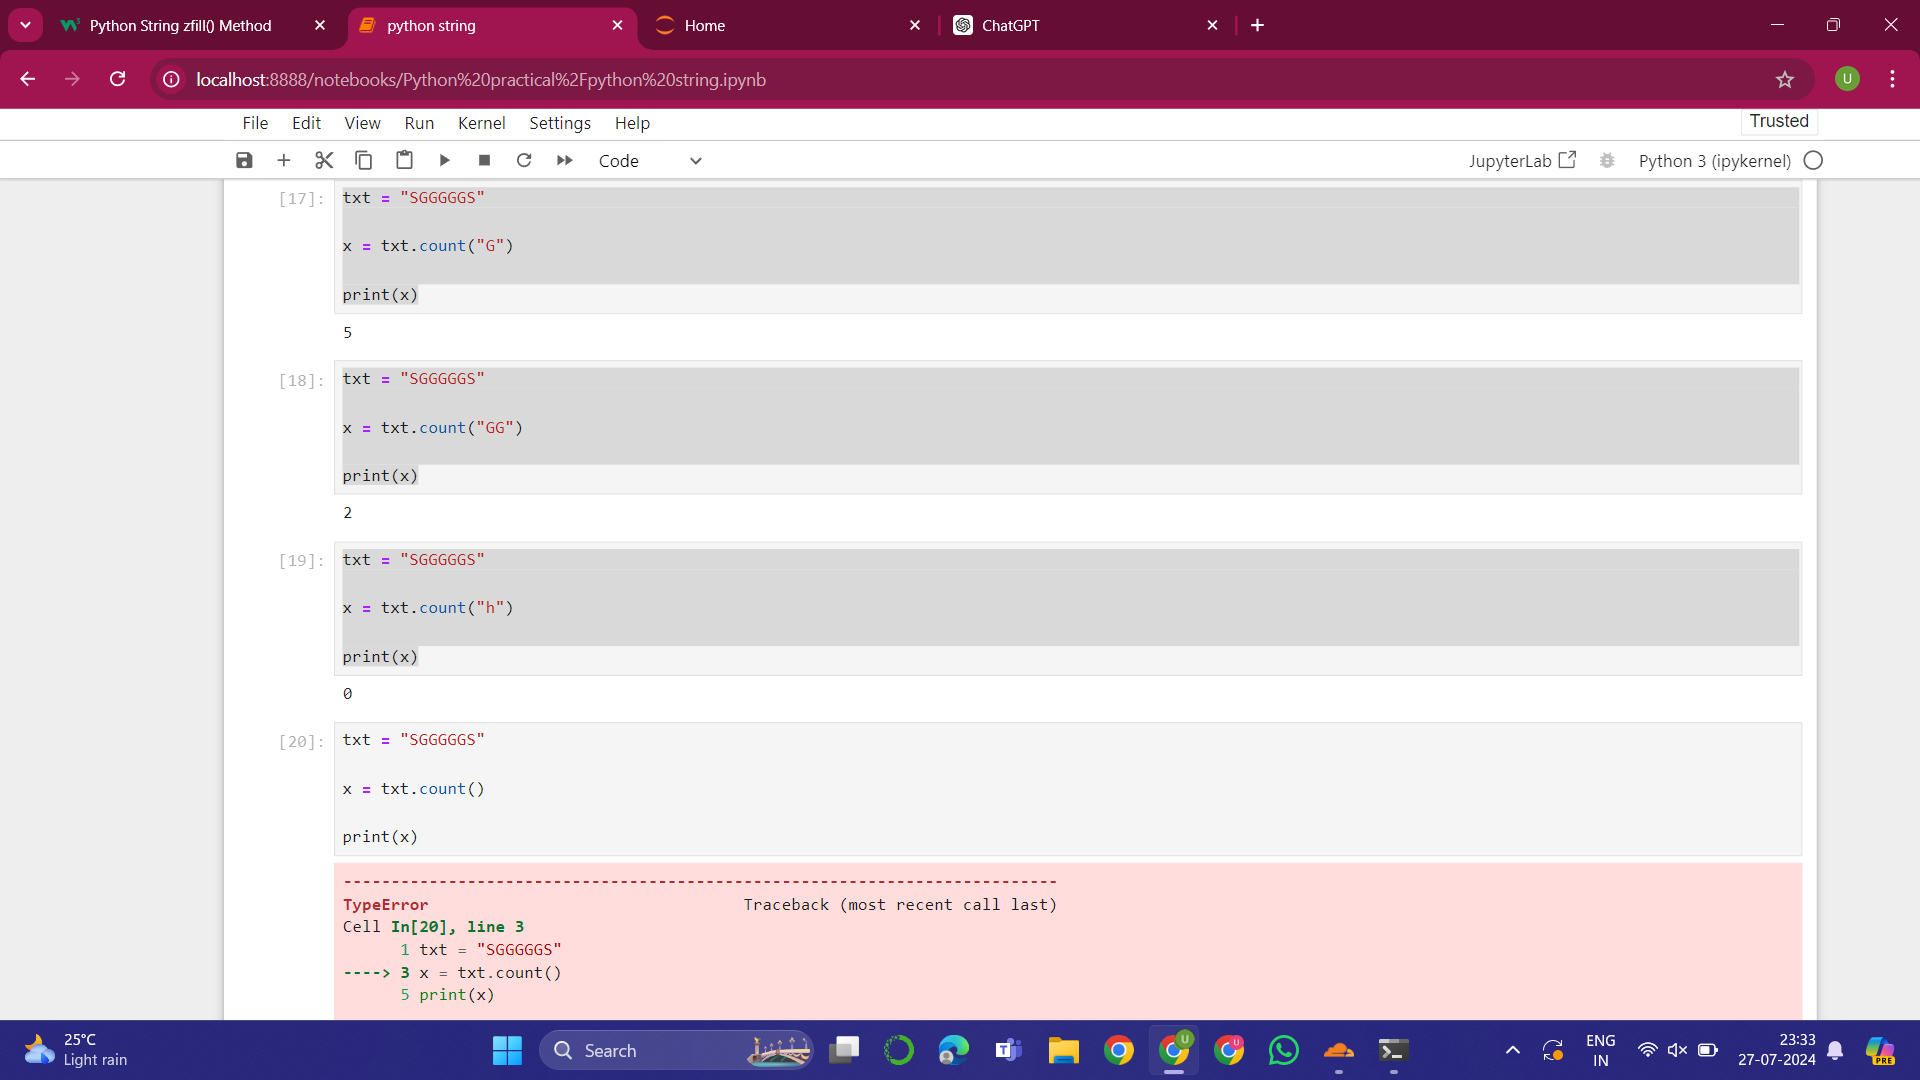 Python String zfill() Method
python string
Home
ChatGPT
localhost:8888/notebooks/Python%20practical%2Fpython%20string.ipynb
U
File Edit View Run Kernel Settings Help
Trusted
Code
JupyterLab
Python 3 (ipykernel)
[17]: txt = "SGGGGGS"
x = txt.count("G")
print(x)
5
[18]: txt = "SGGGGGS"
x = txt.count("GG")
print(x)
2
[19]: txt = "SGGGGGS"
x = txt.count("h")
print(x)
0
[20]: txt = "SGGGGGS"
x = txt.count()
print(x)
---------------------------------------------------------------------------
TypeError Traceback (most recent call last)
Cell In[20], line 3
1 txt = "SGGGGGS"
----> 3 x = txt.count()
5 print(x)
25°C
Light rain
Search
U
U
ENG
IN
23:33
27-07-2024
PRE